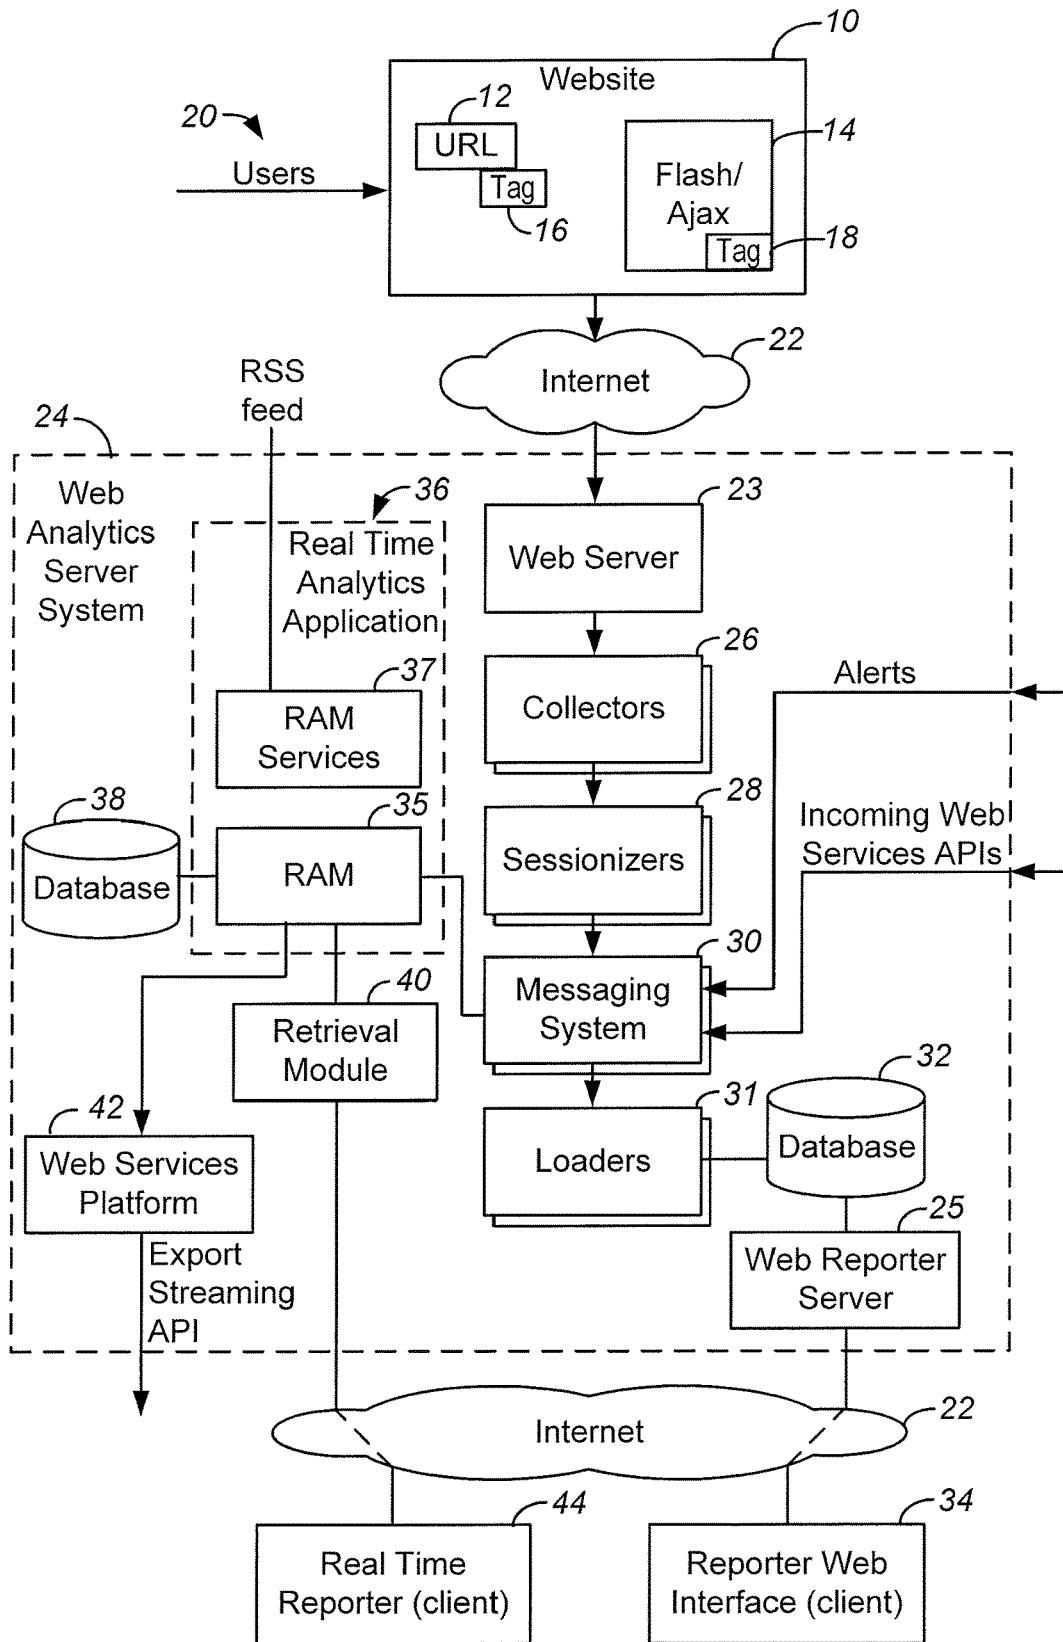 10
Website
12
URL
Tag
16
14
Flash/
Ajax
Tag
18
20
Users
22
Internet
RSS
feed
24
Web
Analytics
Server
System
36
Real Time
Analytics
Application
23
Web Server
26
Collectors
Alerts
37
RAM
Services
28
Sessionizers
Incoming Web
Services APIs
38
Database
35
RAM
30
Messaging
System
40
Retrieval
Module
32
Database
31
Loaders
42
Web Services
Platform
25
Web Reporter
Server
Export
Streaming
API
Internet
22
44
Real Time
Reporter (client)
34
Reporter Web
Interface (client)